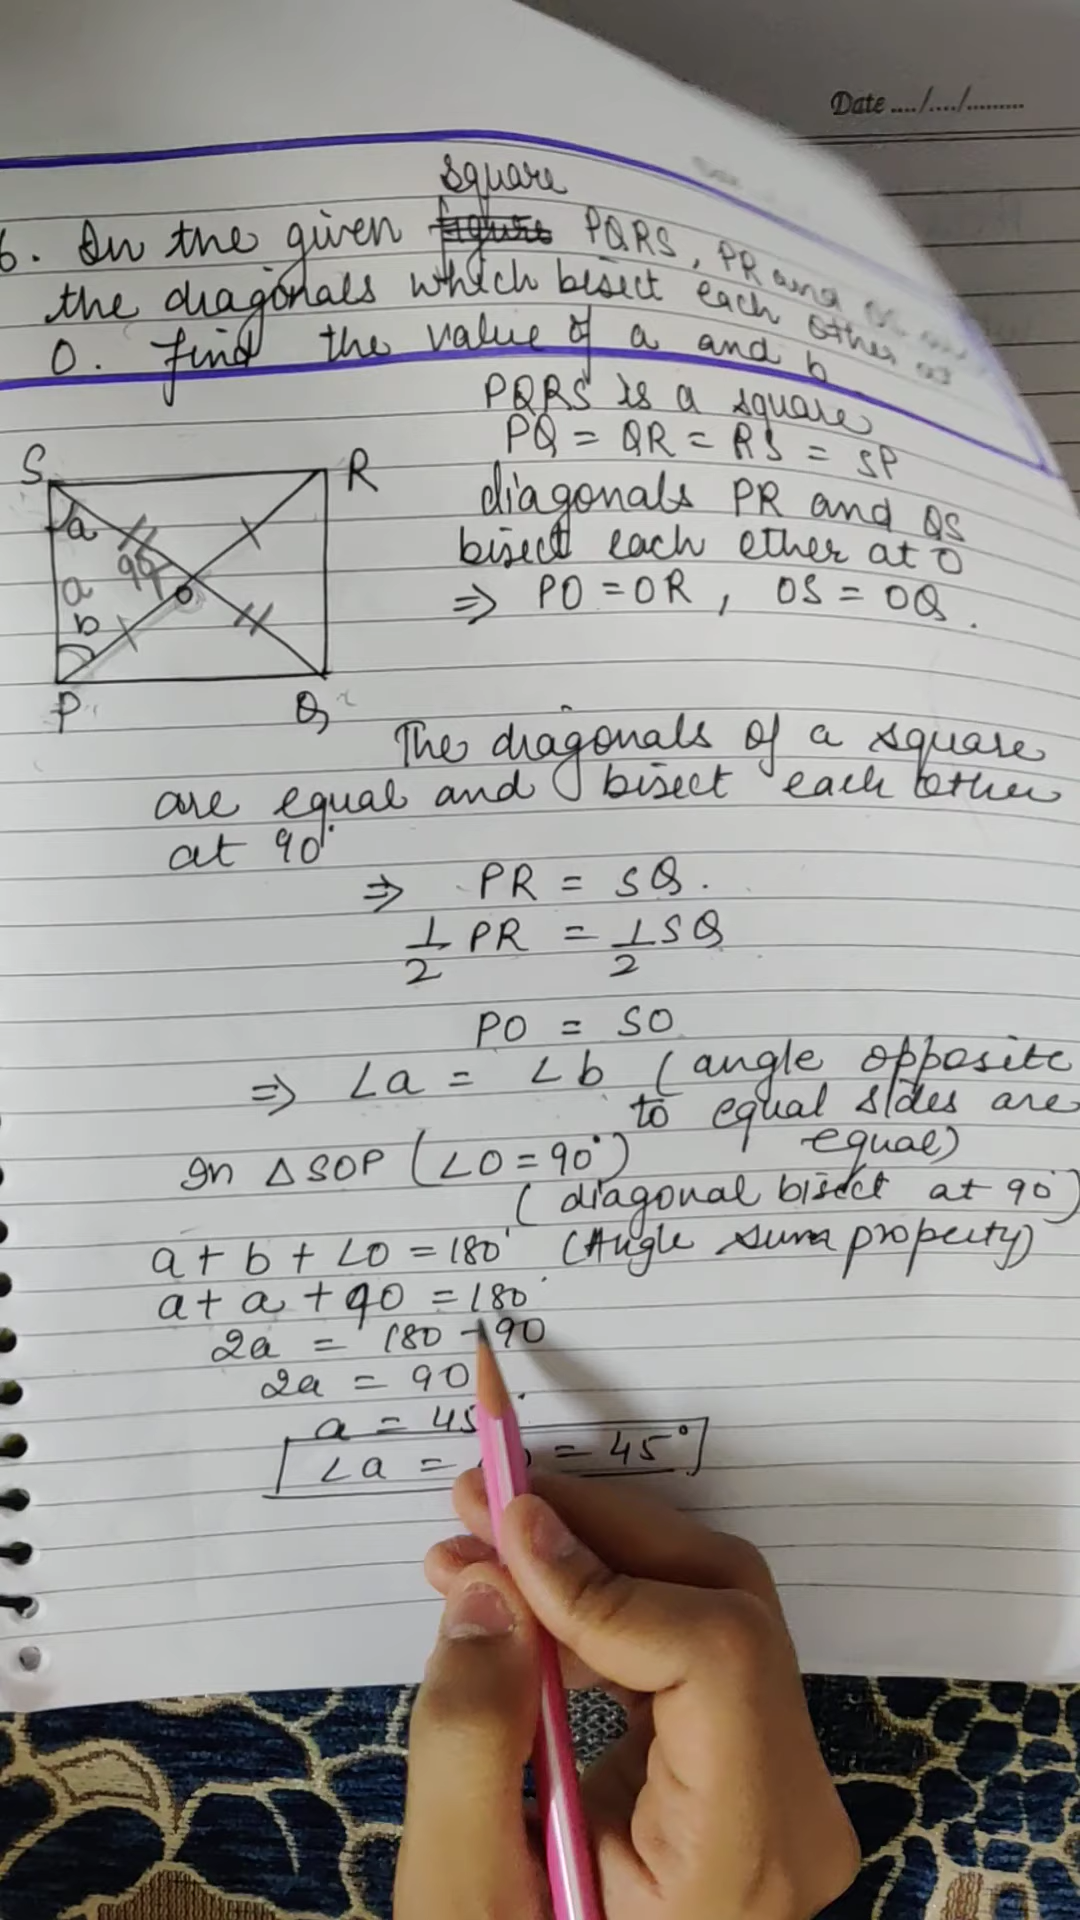 Date ..../..../.........
square
6. In the given figure PQRS, PR and
the diagonals which bisect each other at
O. find the value of a and b
PQRS is a square
PQ = QR = RS = SP
diagonals PR and QS
bisect each other at O
⇒ PO = OR , OS = OQ .
S
R
a
90
O
a
b
P
Q
The diagonals of a square
are equal and bisect each other
at 90°
⇒ PR = SQ .
1/2 PR = 1/2 SQ
PO = SO
⇒ ∠a = ∠b (angle opposite
to equal sides are
equal)
In △SOP (∠O = 90°)
(diagonal bisect at 90°)
a + b + ∠O = 180° (Angle sum property)
a + a + 90 = 180°
2a = 180 - 90
2a = 90
a = 45
∠a = = 45°